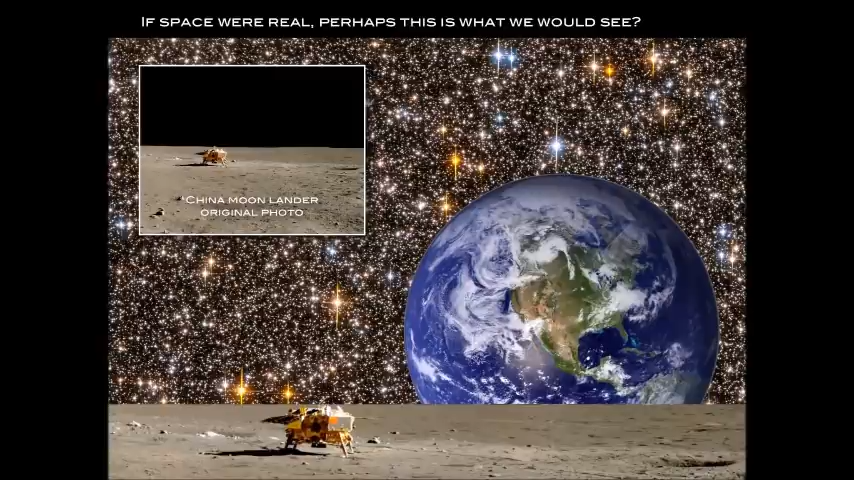 If space were real, perhaps this is what we would see?
*China moon lander
original photo